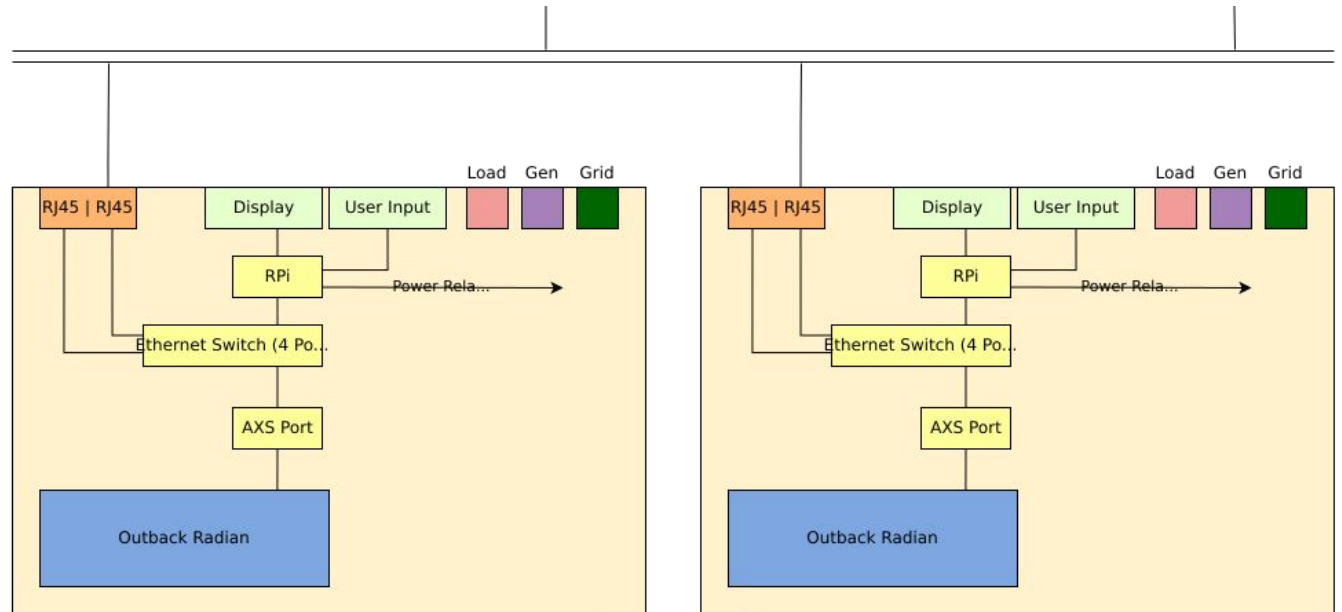 Load Gen Grid
RJ45 | RJ45 Display User Input
RPi
Power Rela...
Ethernet Switch (4 Po...
AXS Port
Outback Radian
Load Gen Grid
RJ45 | RJ45 Display User Input
RPi
Power Rela...
Ethernet Switch (4 Po...
AXS Port
Outback Radian